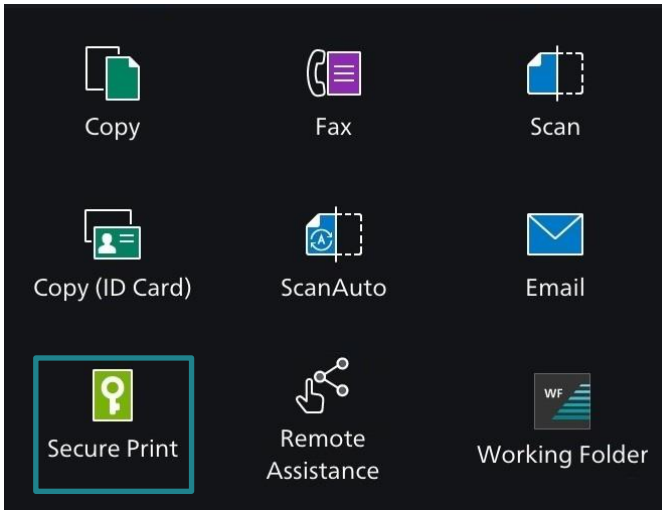 Copy
Fax
Scan
Copy (ID Card)
A
ScanAuto
Email
Secure Print
Remote
Assistance
WF
Working Folder